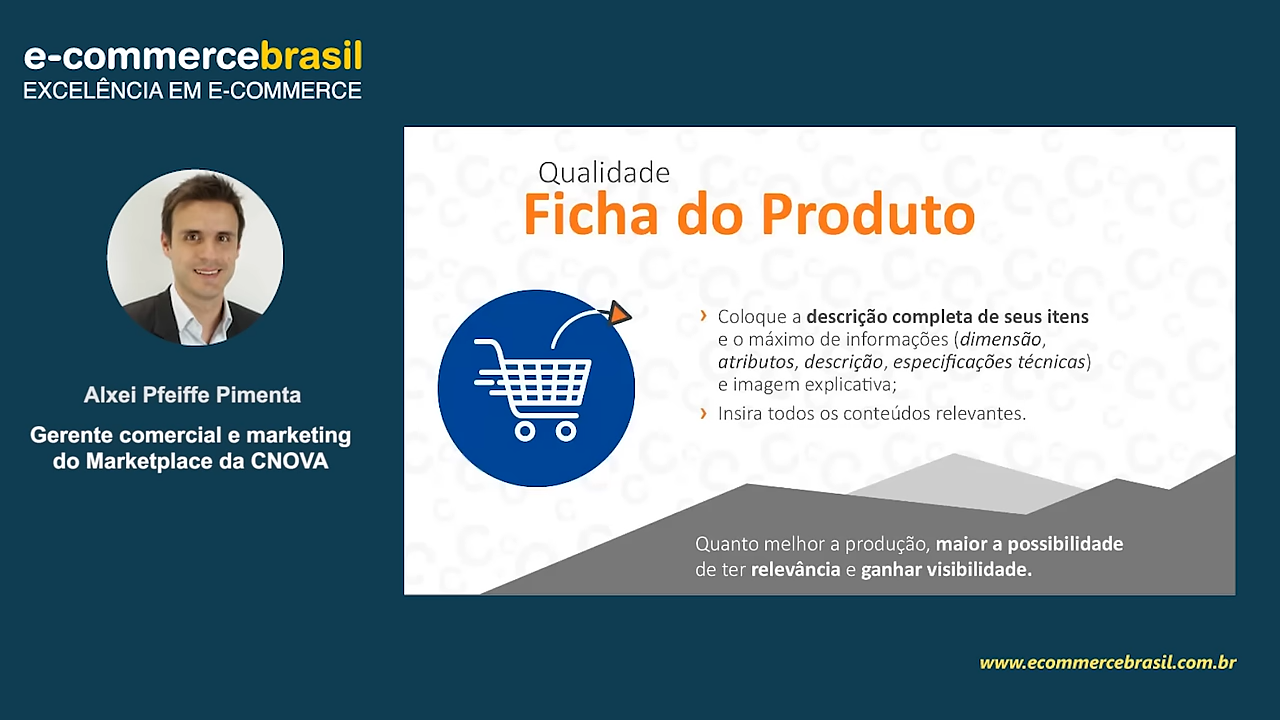 e-commercebrasil
EXCELÊNCIA EM E-COMMERCE
Alxei Pfeiffe Pimenta
Gerente comercial e marketing
do Marketplace da CNOVA
Qualidade
Ficha do Produto
› Coloque a descrição completa de seus itens
e o máximo de informações (dimensão,
atributos, descrição, especificações técnicas)
e imagem explicativa;
› Insira todos os conteúdos relevantes.
Quanto melhor a produção, maior a possibilidade
de ter relevância e ganhar visibilidade.
www.ecommercebrasil.com.br